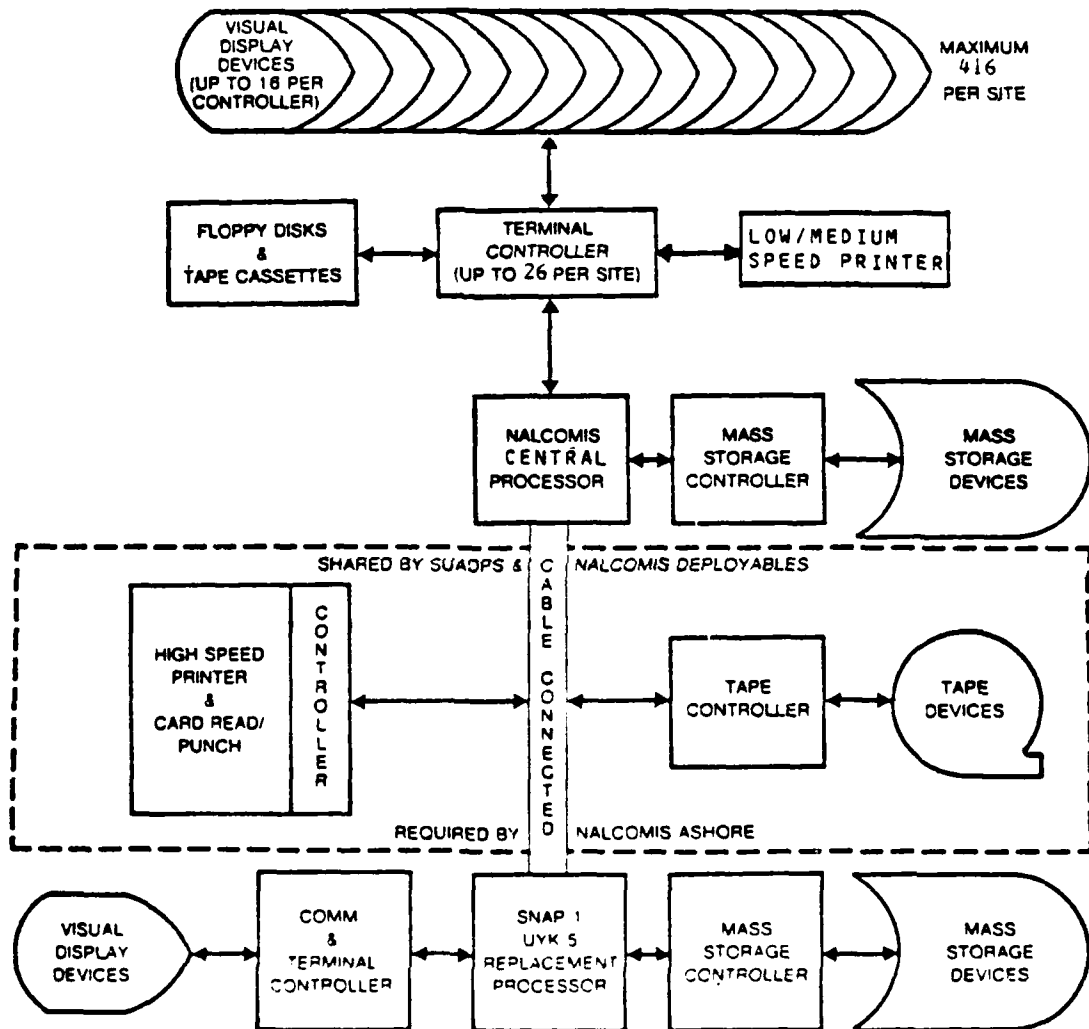 VISUAL
DISPLAY
DEVICES
(UP TO 16 PER
CONTROLLER)
MAXIMUM
416
PER SITE
FLOPPY DISKS
&
TAPE CASSETTES
TERMINAL
CONTROLLER
(UP TO 26 PER SITE)
LOW/MEDIUM
SPEED PRINTER
NALCOMIS
CENTRAL
PROCESSOR
MASS
STORAGE
CONTROLLER
MASS
STORAGE
DEVICES
SHARED BY SUADPS & NALCOMIS DEPLOYABLES
HIGH SPEED
PRINTER
&
CARD READ/
PUNCH
CONTROLLER
CABLE CONNECTED
TAPE
CONTROLLER
TAPE
DEVICES
REQUIRED BY NALCOMIS ASHORE
VISUAL
DISPLAY
DEVICES
COMM
&
TERMINAL
CONTROLLER
SNAP 1
UYK 5
REPLACEMENT
PROCESSOR
MASS
STORAGE
CONTROLLER
MASS
STORAGE
DEVICES